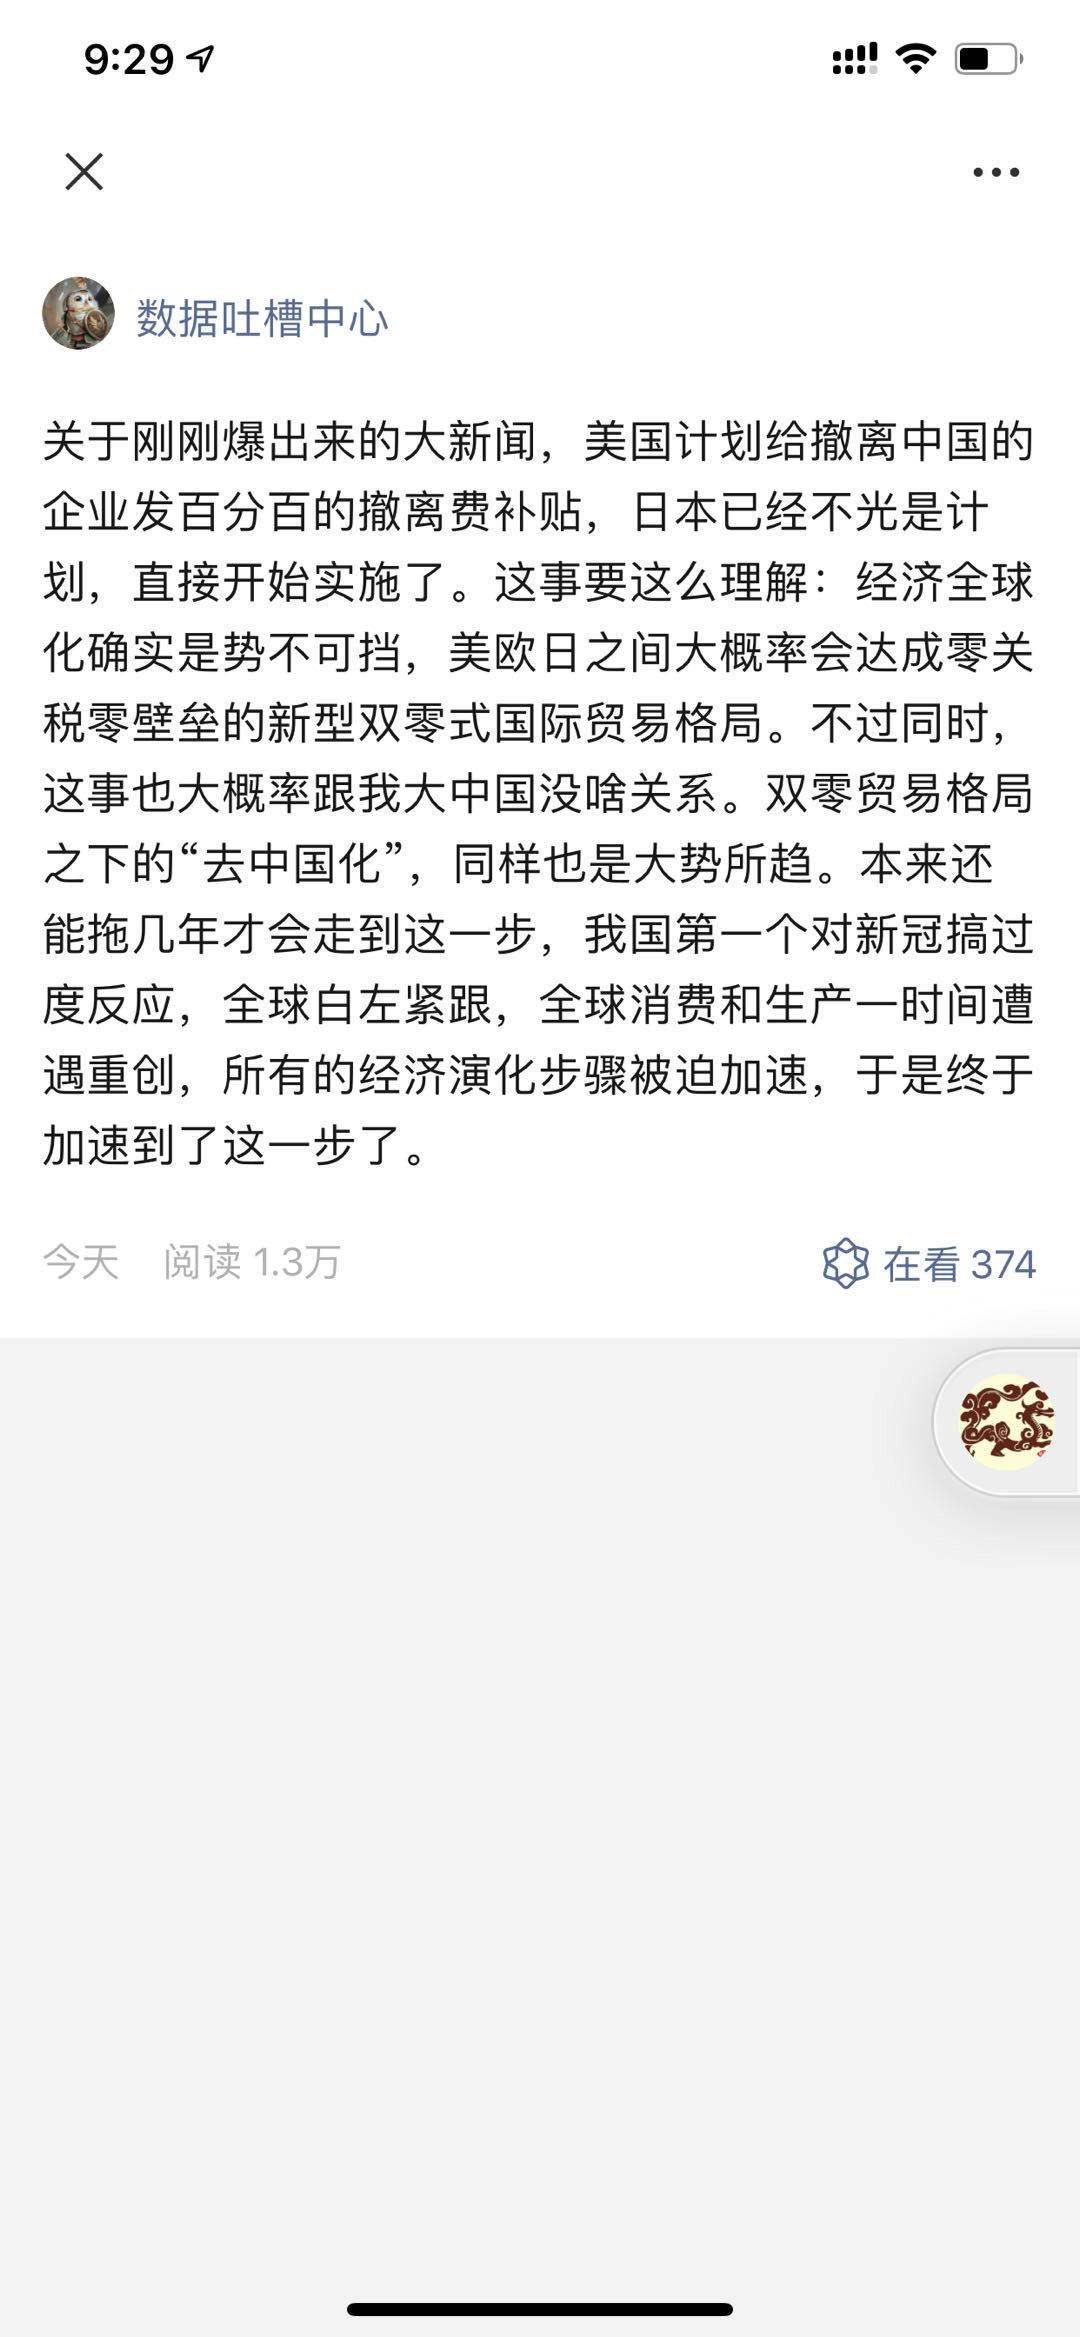 9:29
数据吐槽中心
关于刚刚爆出来的大新闻，美国计划给撤离中国的
企业发百分百的撤离费补贴，日本已经不光是计
划，直接开始实施了。这事要这么理解：经济全球
化确实是势不可挡，美欧日之间大概率会达成零关
税零壁垒的新型双零式国际贸易格局。不过同时，
这事也大概率跟我大中国没啥关系。双零贸易格局
之下的“去中国化”，同样也是大势所趋。本来还
能拖几年才会走到这一步，我国第一个对新冠搞过
度反应，全球白左紧跟，全球消费和生产一时间遭
遇重创，所有的经济演化步骤被迫加速，于是终于
加速到了这一步了。
今天 阅读 1.3万 在看 374